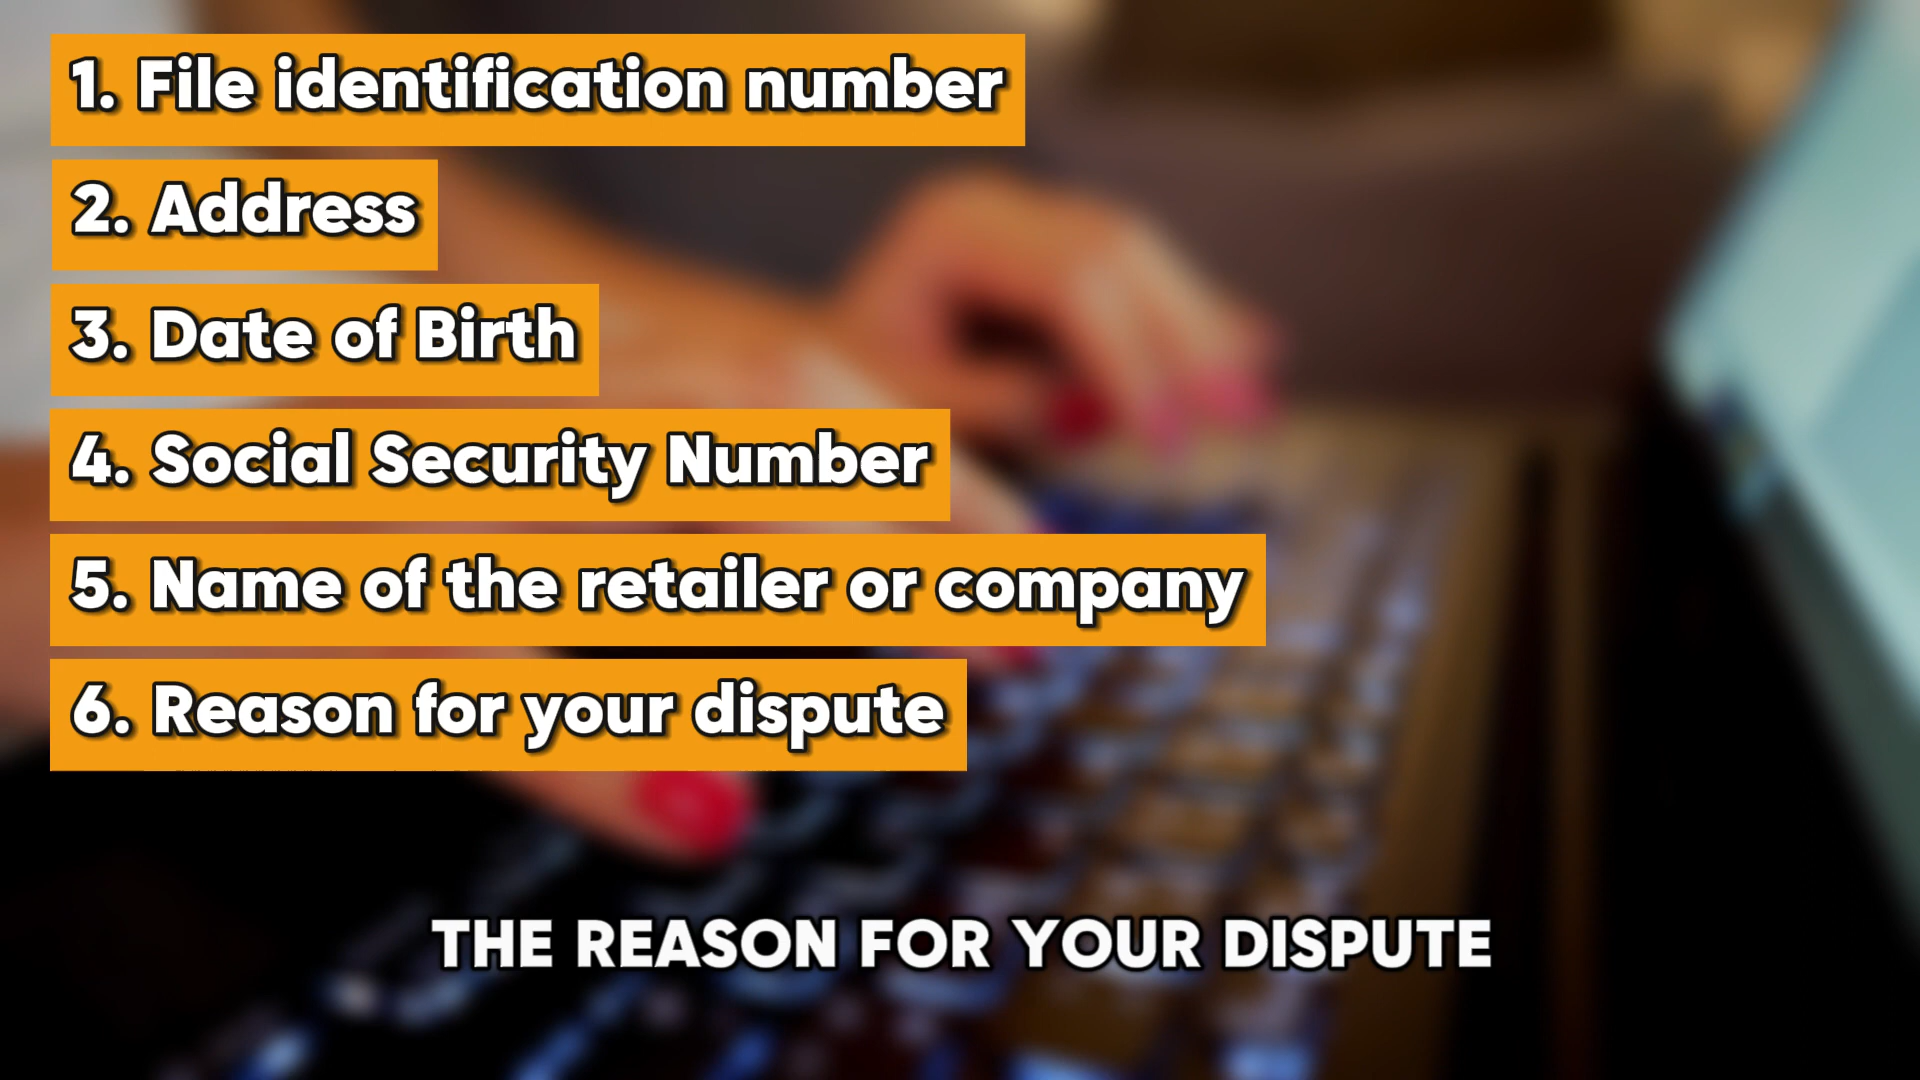 1. File identification number
2. Address
3. Date of Birth
4. Social Security Number
5. Name of the retailer or company
6. Reason for your dispute
THE REASON FOR YOUR DISPUTE